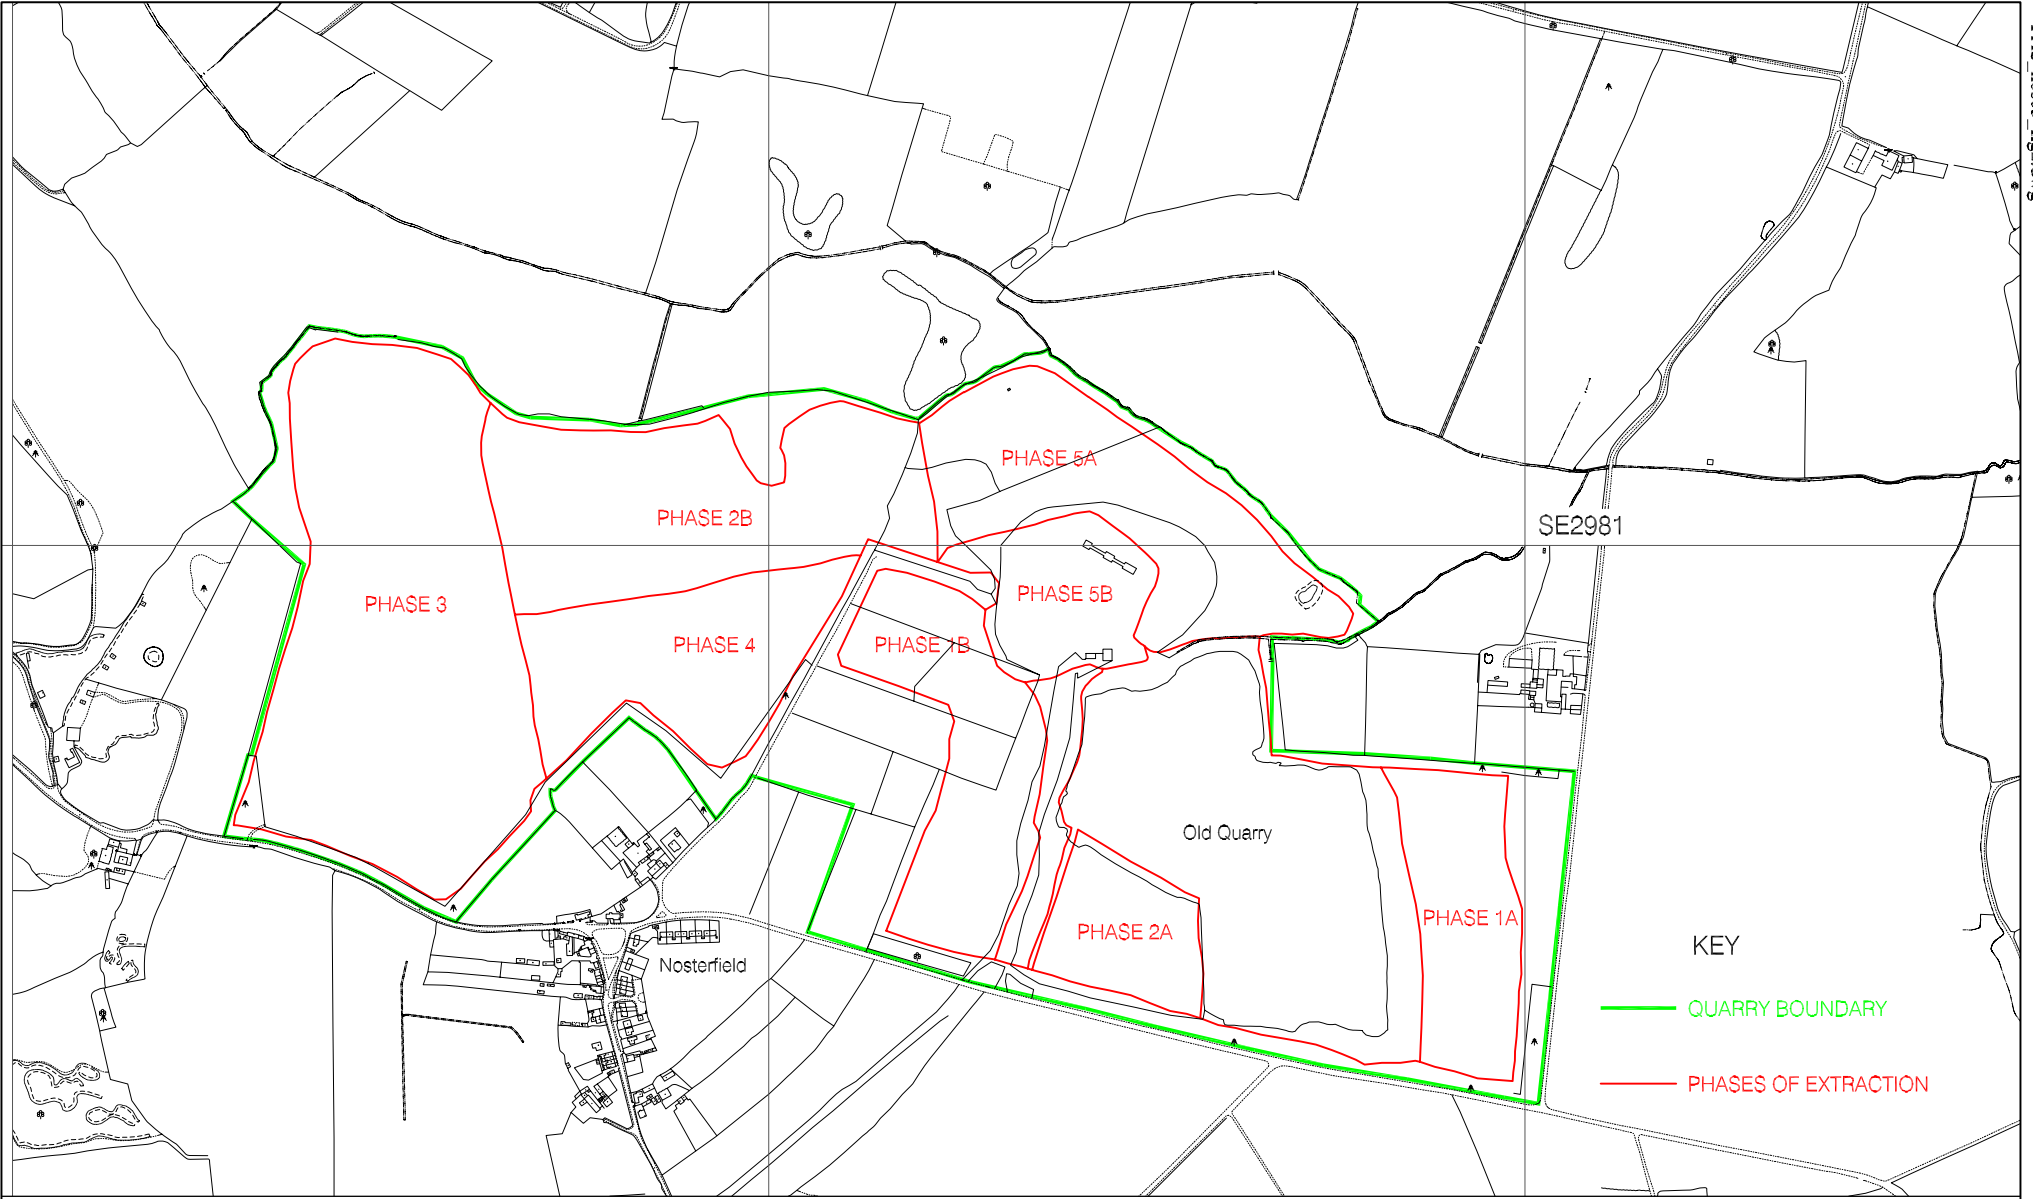 PHASE 5A
PHASE 2B
SE2981
PHASE 3
PHASE 5B
PHASE 4
PHASE 1B
Old Quarry
PHASE 1A
PHASE 2A
Nosterfield
KEY
QUARRY BOUNDARY
PHASES OF EXTRACTION